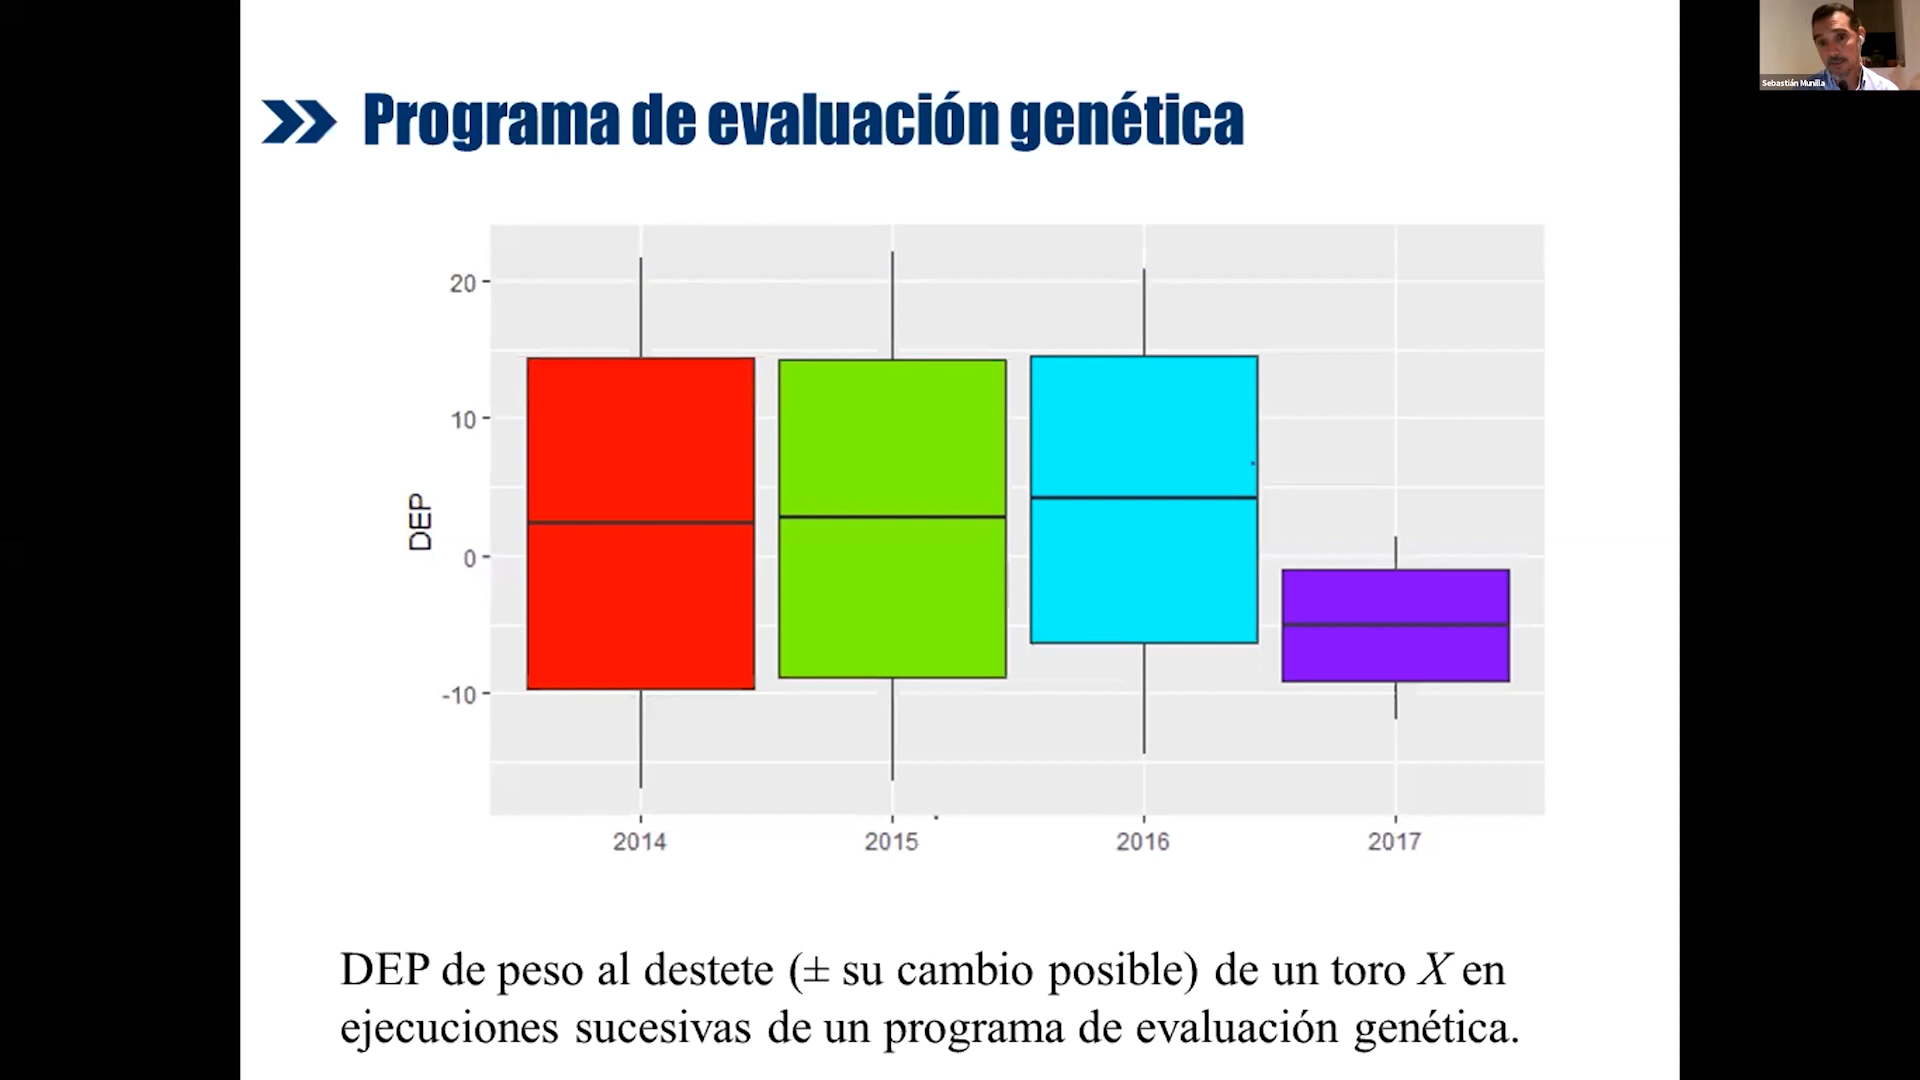 Sebastián Munilla
Programa de evaluación genética
20
10
0
-10
DEP
2014 2015 2016 2017
DEP de peso al destete (± su cambio posible) de un toro X en
ejecuciones sucesivas de un programa de evaluación genética.